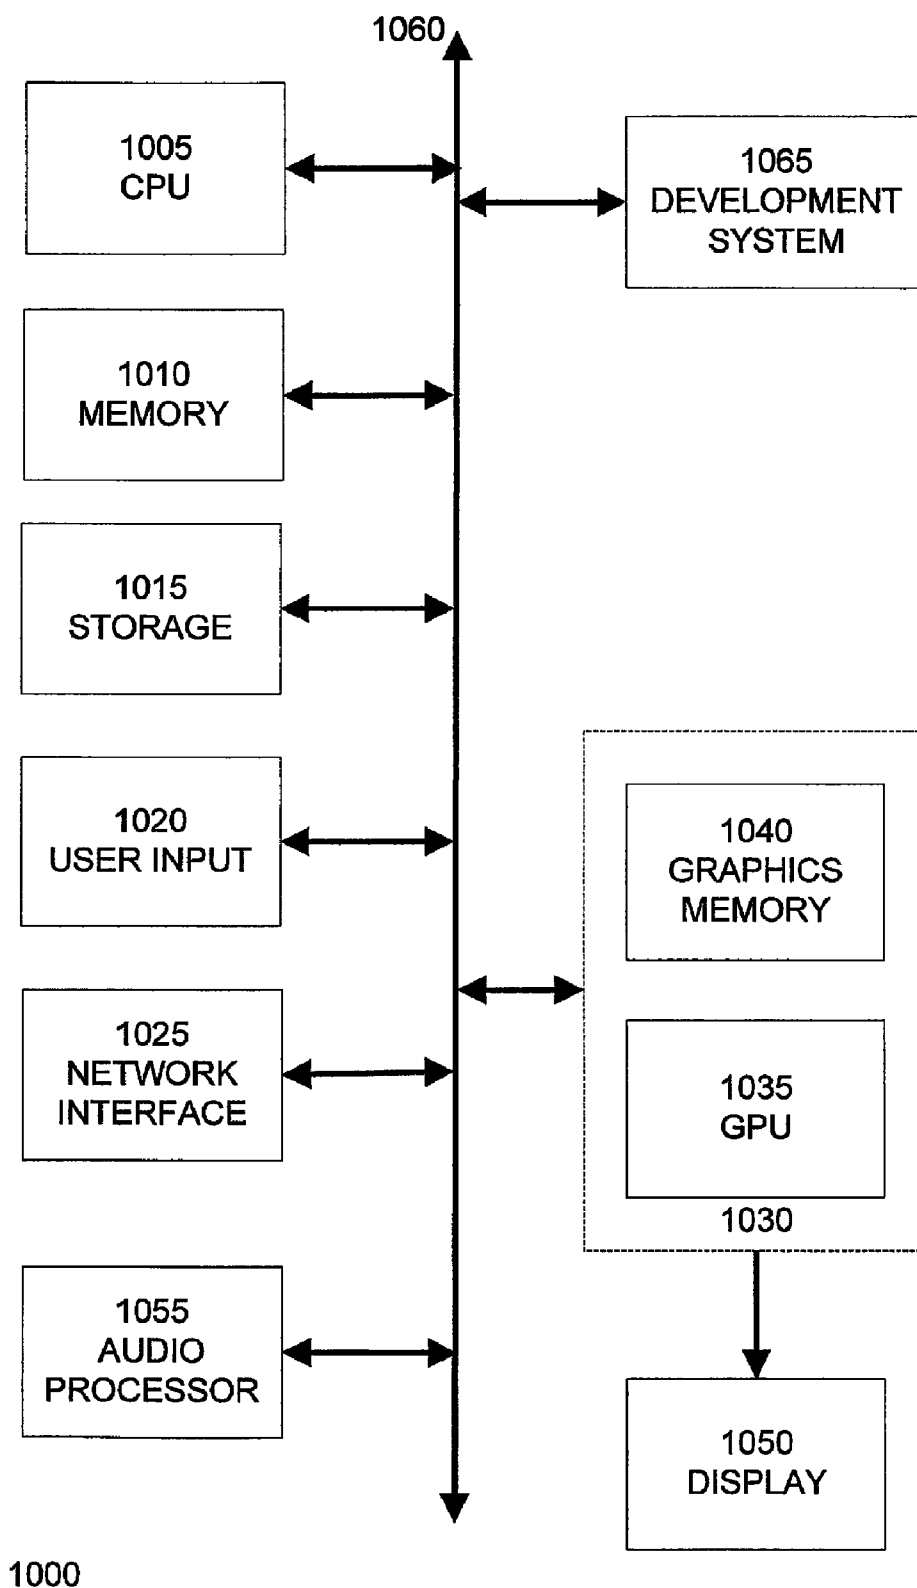 1060
1005
CPU
1065
DEVELOPMENT
SYSTEM
1010
MEMORY
1015
STORAGE
1020
USER INPUT
1040
GRAPHICS
MEMORY
1025
NETWORK
INTERFACE
1035
GPU
1030
1055
AUDIO
PROCESSOR
1050
DISPLAY
1000